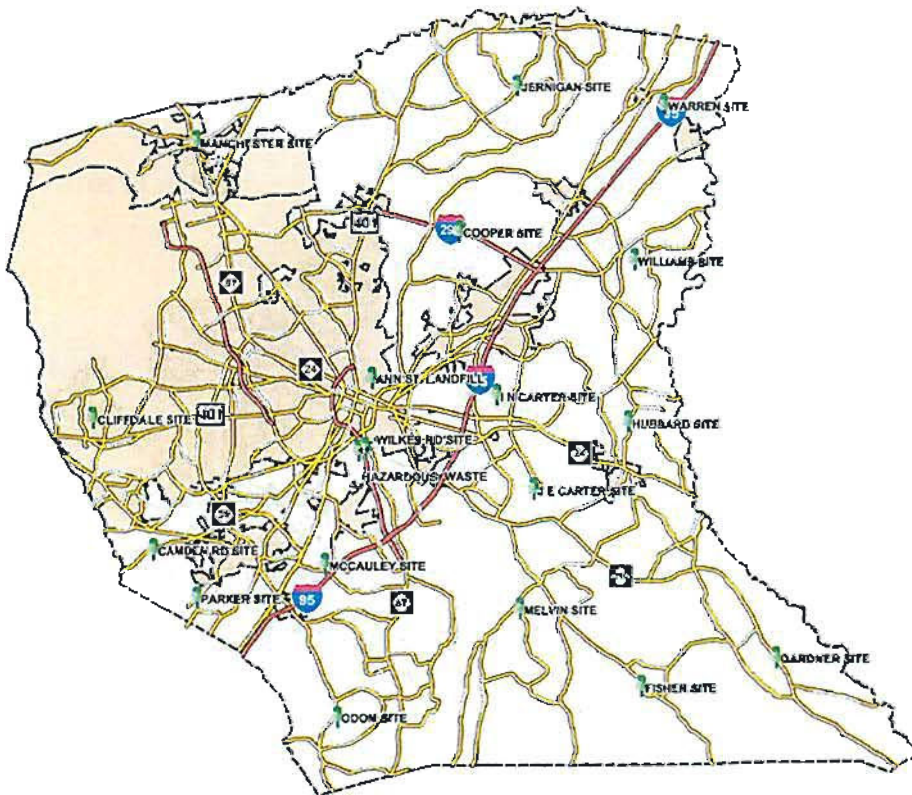 JERNIGAN SITE
WARREN SITE
95
MANCHESTER SITE
401
295
COOPER SITE
WILLIAMS SITE
87
24
ANN ST LANDFILL
N CARTER SITE
CLIFFDALE SITE
401
HUBBARD SITE
WILKES RD SITE
24
HAZARDOUS WASTE
E CARTER SITE
59
CAMDEN RD SITE
MCCAULEY SITE
PARKER SITE
95
87
MELVIN SITE
GARDNER SITE
FISHER SITE
ODOM SITE